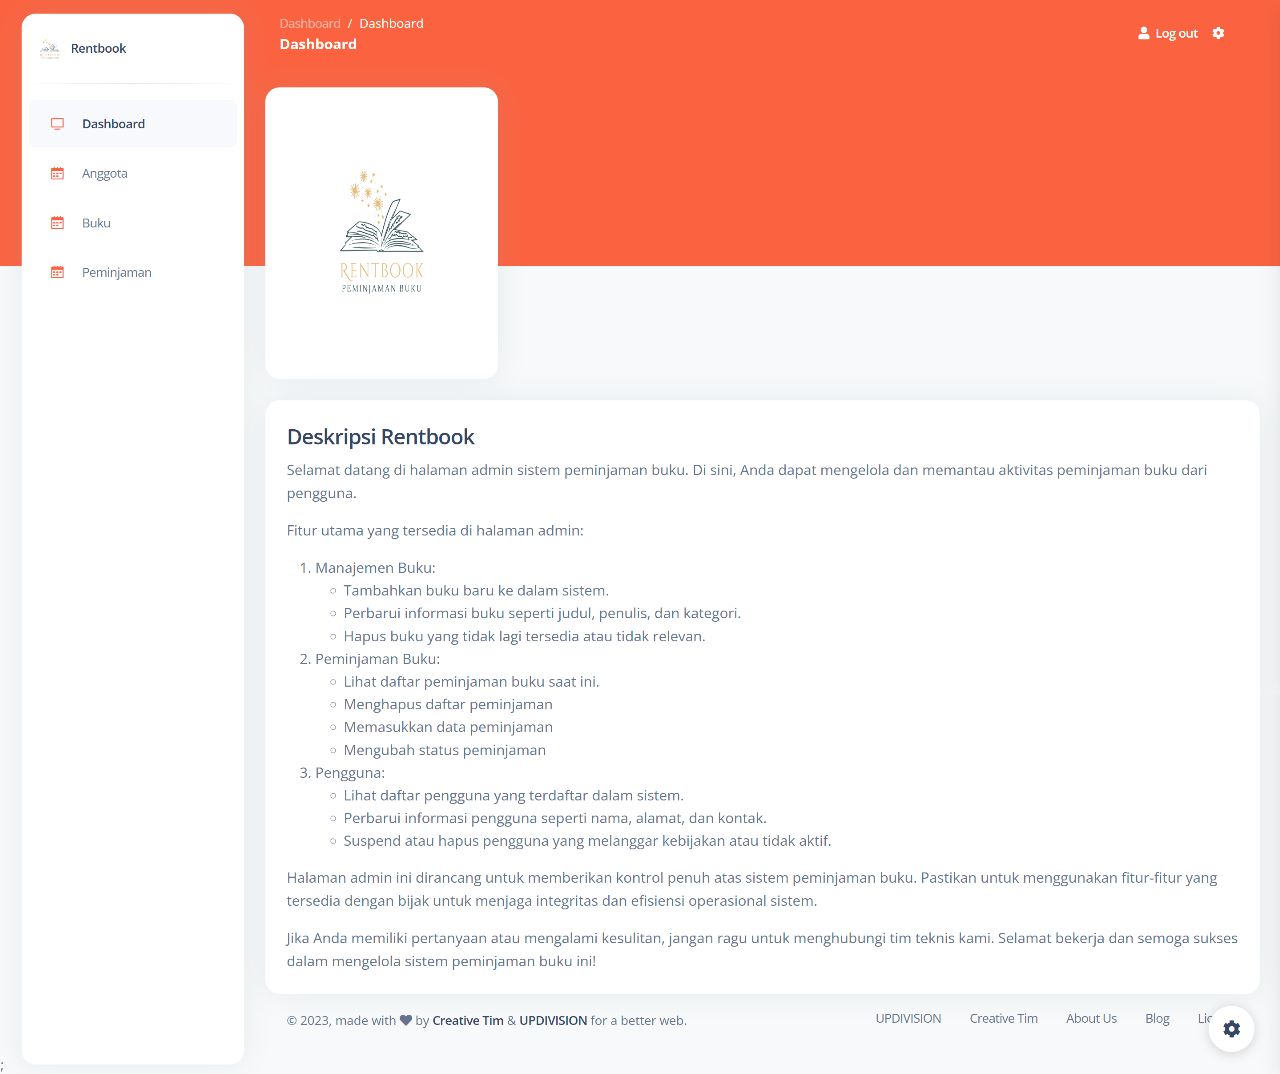 Rentbook
Dashboard
Anggota
Buku
Peminjaman
Dashboard / Dashboard
Dashboard
Log out
RENTBOOK
PEMINJAMAN BUKU
Deskripsi Rentbook
Selamat datang di halaman admin sistem peminjaman buku. Di sini, Anda dapat mengelola dan memantau aktivitas peminjaman buku dari
pengguna.
Fitur utama yang tersedia di halaman admin:
1. Manajemen Buku:
○ Tambahkan buku baru ke dalam sistem.
○ Perbarui informasi buku seperti judul, penulis, dan kategori.
○ Hapus buku yang tidak lagi tersedia atau tidak relevan.
2. Peminjaman Buku:
○ Lihat daftar peminjaman buku saat ini.
○ Menghapus daftar peminjaman
○ Memasukkan data peminjaman
○ Mengubah status peminjaman
3. Pengguna:
○ Lihat daftar pengguna yang terdaftar dalam sistem.
○ Perbarui informasi pengguna seperti nama, alamat, dan kontak.
○ Suspend atau hapus pengguna yang melanggar kebijakan atau tidak aktif.
Halaman admin ini dirancang untuk memberikan kontrol penuh atas sistem peminjaman buku. Pastikan untuk menggunakan fitur-fitur yang
tersedia dengan bijak untuk menjaga integritas dan efisiensi operasional sistem.
Jika Anda memiliki pertanyaan atau mengalami kesulitan, jangan ragu untuk menghubungi tim teknis kami. Selamat bekerja dan semoga sukses
dalam mengelola sistem peminjaman buku ini!
© 2023, made with ♥ by Creative Tim & UPDIVISION for a better web.
UPDIVISION Creative Tim About Us Blog
;